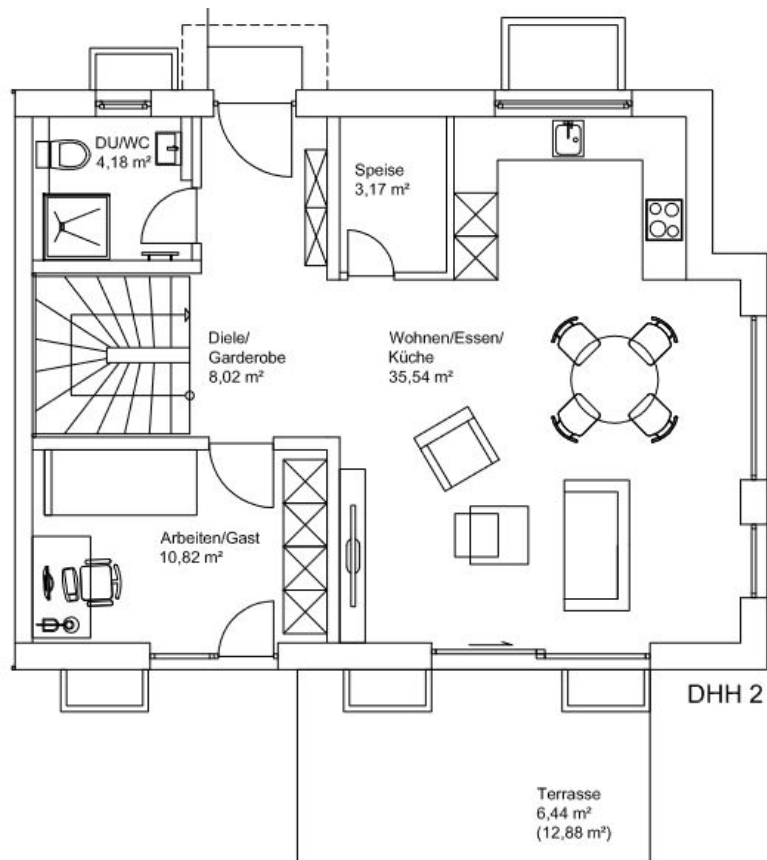 DU/WC
4,18 m²
Speise
3,17 m²
Diele/
Garderobe
8,02 m²
Wohnen/Essen/
Küche
35,54 m²
Arbeiten/Gast
10,82 m²
DHH 2
Terrasse
6,44 m²
(12,88 m²)